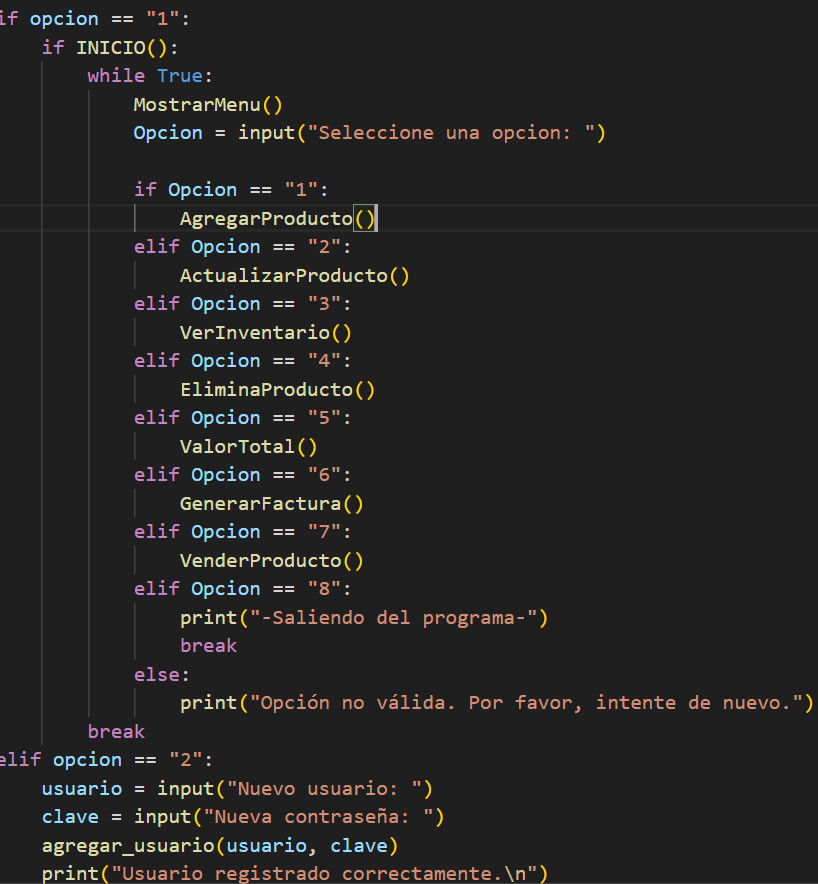 if opcion == "1":
    if INICIO():
        while True:
            MostrarMenu()
            Opcion = input("Seleccione una opcion: ")

            if Opcion == "1":
                AgregarProducto()
            elif Opcion == "2":
                ActualizarProducto()
            elif Opcion == "3":
                VerInventario()
            elif Opcion == "4":
                EliminaProducto()
            elif Opcion == "5":
                ValorTotal()
            elif Opcion == "6":
                GenerarFactura()
            elif Opcion == "7":
                VenderProducto()
            elif Opcion == "8":
                print("-Saliendo del programa-")
                break
            else:
                print("Opción no válida. Por favor, intente de nuevo.")
        break
elif opcion == "2":
    usuario = input("Nuevo usuario: ")
    clave = input("Nueva contraseña: ")
    agregar_usuario(usuario, clave)
    print("Usuario registrado correctamente.\n")